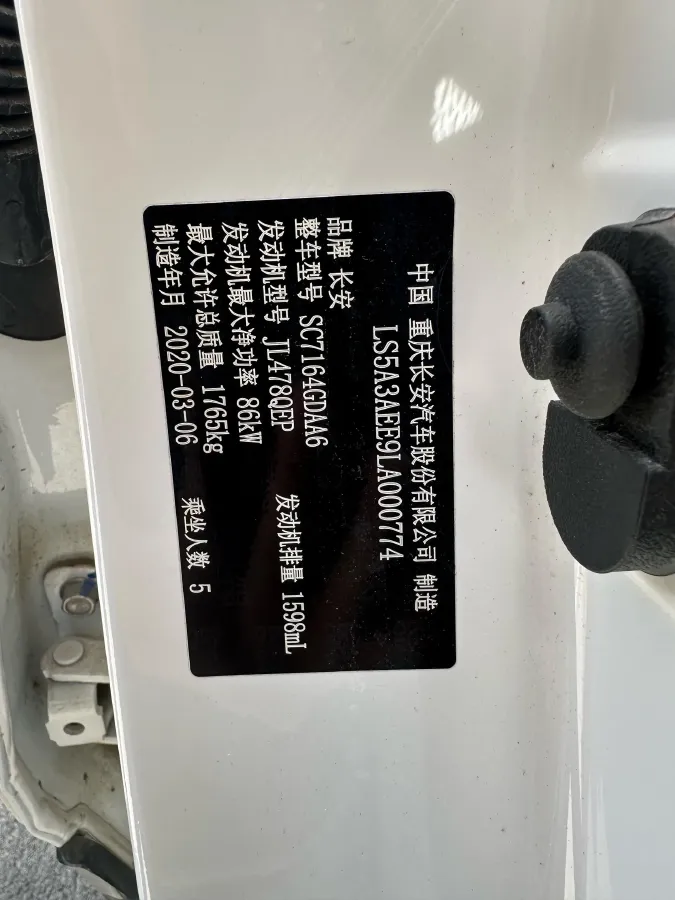 中国 重庆长安汽车股份有限公司 制造
LS5A3AEE9LA000774
品牌 长安
整车型号 SC7164GDAA6
发动机型号 JL478QEP 发动机排量 1598mL
发动机最大净功率 86kW
最大允许总质量 1765kg 乘坐人数 5
制造年月 2020-03-06